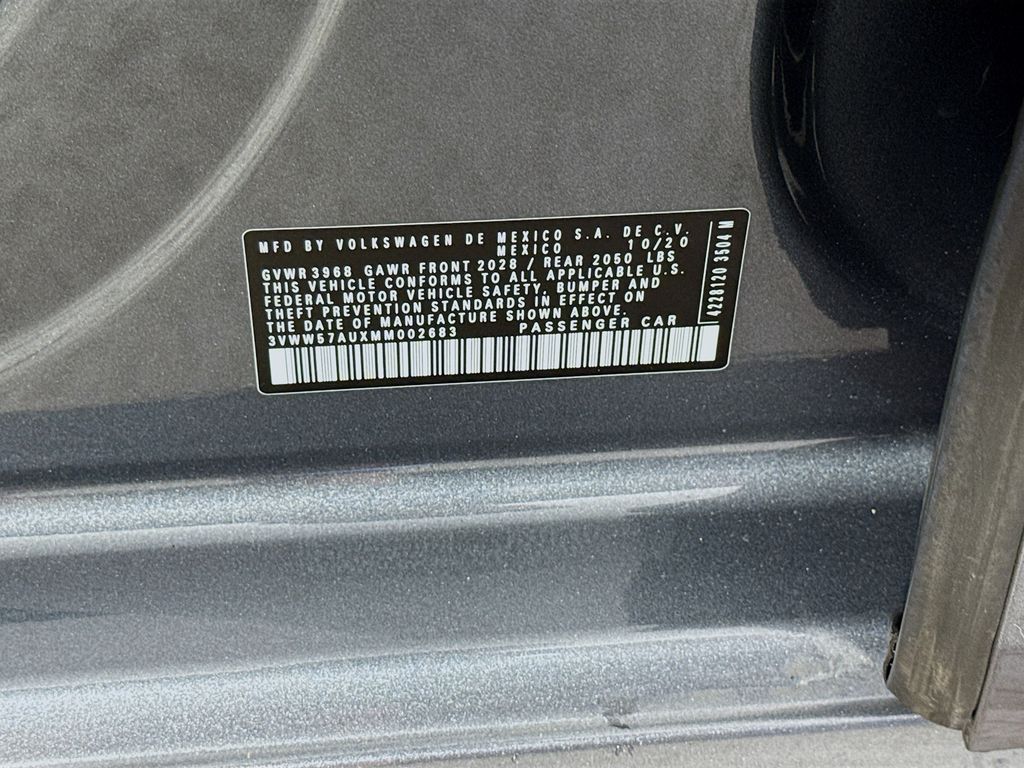 MFD BY VOLKSWAGEN DE MEXICO S.A. DE C.V.
MEXICO 10/20
GVWR 3968 GAWR FRONT 2028 / REAR 2050 LBS
THIS VEHICLE CONFORMS TO ALL APPLICABLE U.S.
FEDERAL MOTOR VEHICLE SAFETY, BUMPER AND
THEFT PREVENTION STANDARDS IN EFFECT ON
THE DATE OF MANUFACTURE SHOWN ABOVE.
3VWW57AUXMM002683 PASSENGER CAR
4228120 3504 M